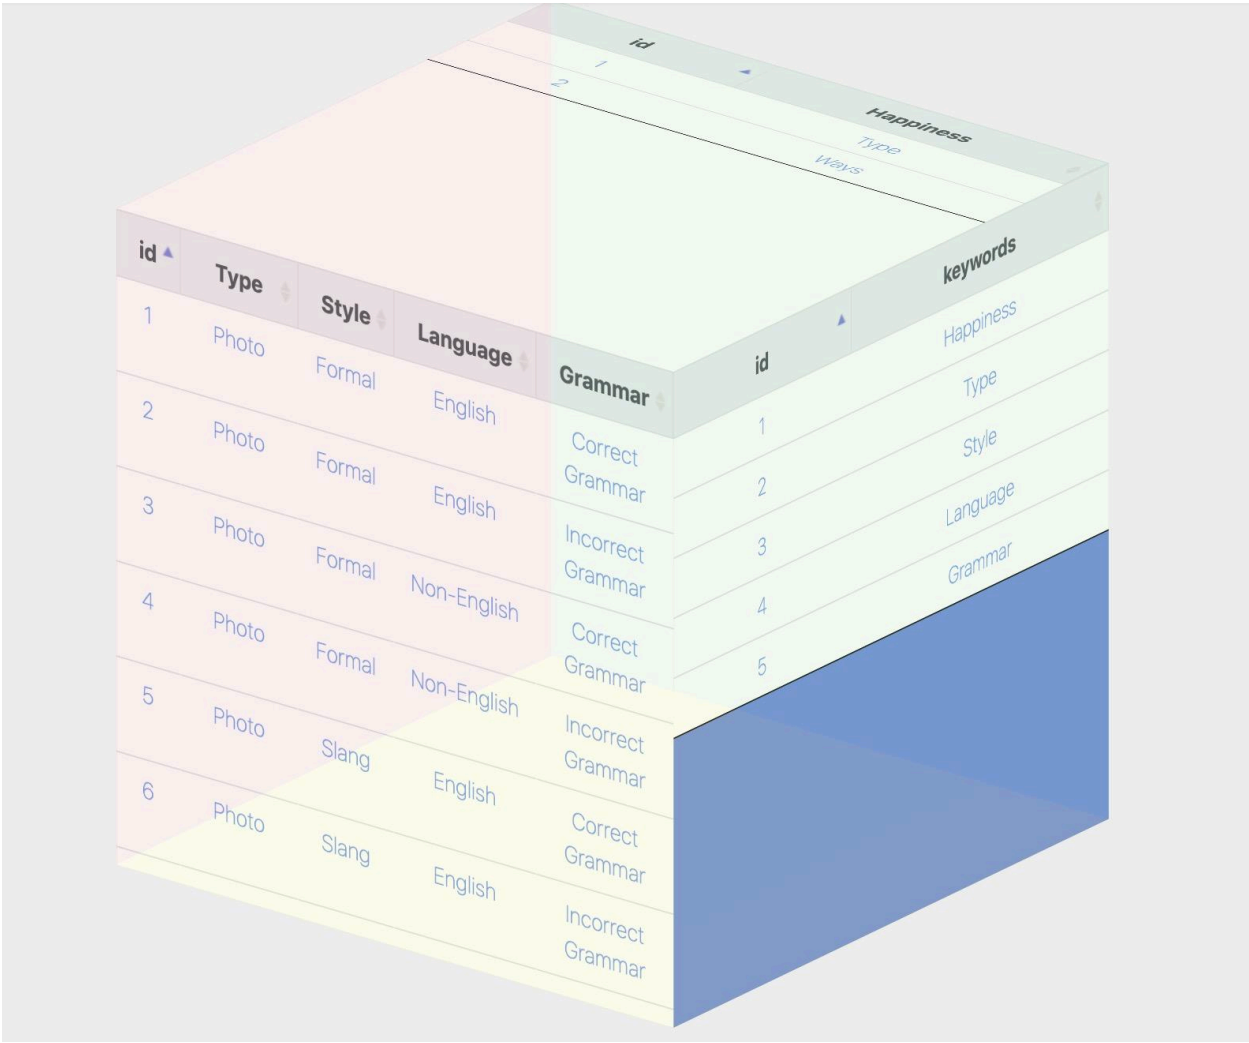 id Happiness
1 Type
2 Ways
id Type Style Language Grammar
1 Photo Formal English Correct
Grammar
2 Photo Formal English Incorrect
Grammar
3 Photo Formal Non-English Correct
Grammar
4 Photo Formal Non-English Incorrect
Grammar
5 Photo Slang English Correct
Grammar
6 Photo Slang English Incorrect
Grammar
id keywords
1 Happiness
2 Type
3 Style
4 Language
5 Grammar